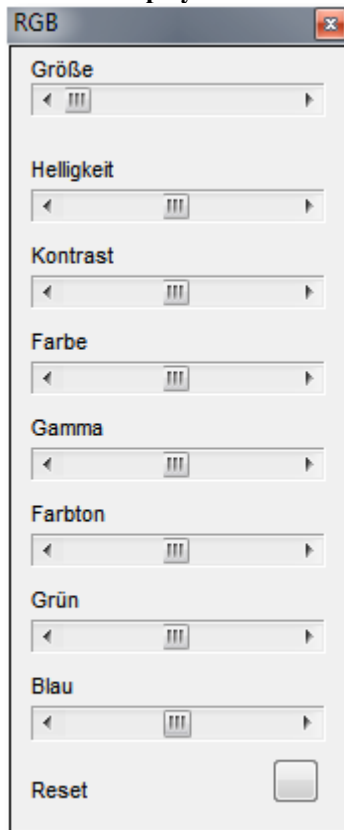 RGB
Größe
Helligkeit
Kontrast
Farbe
Gamma
Farbton
Grün
Blau
Reset